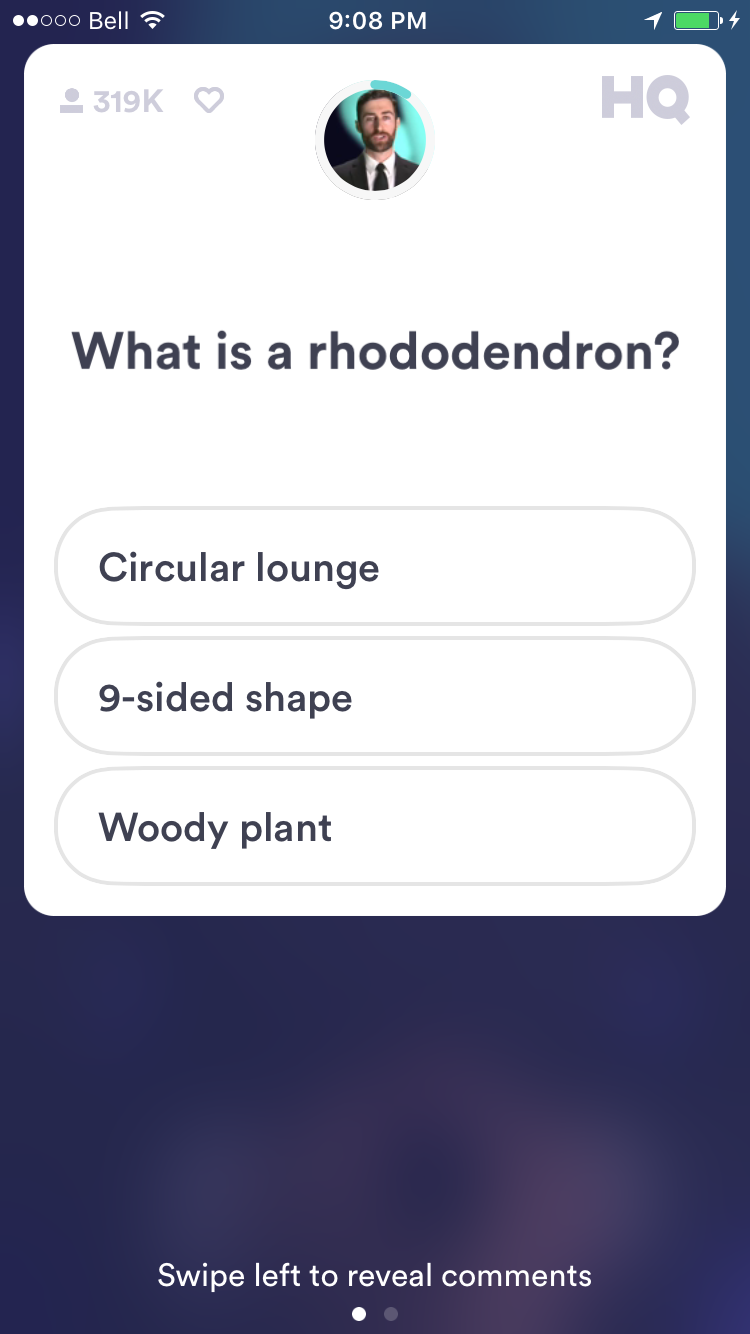 Bell 9:08 PM
319K HQ
What is a rhododendron?
Circular lounge
9-sided shape
Woody plant
Swipe left to reveal comments